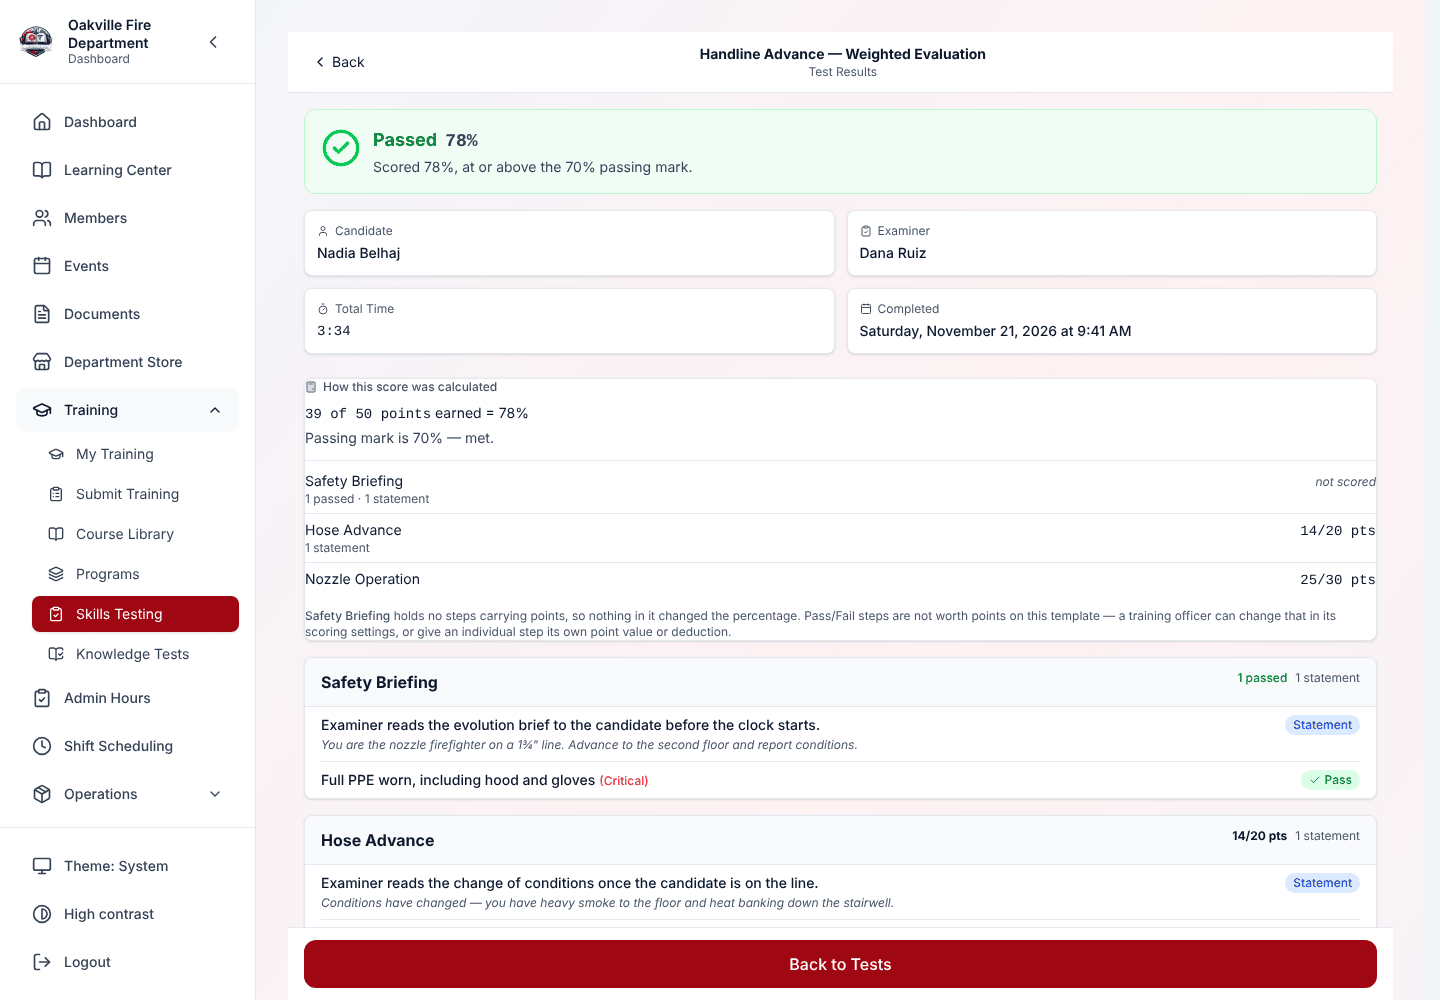 Oakville Fire
Department
Dashboard
Dashboard
Learning Center
Members
Events
Documents
Department Store
Training
My Training
Submit Training
Course Library
Programs
Skills Testing
Knowledge Tests
Admin Hours
Shift Scheduling
Operations
Theme: System
High contrast
Logout
Back
Handline Advance — Weighted Evaluation
Test Results
Passed 78%
Scored 78%, at or above the 70% passing mark.
Candidate
Nadia Belhaj
Examiner
Dana Ruiz
Total Time
3:34
Completed
Saturday, November 21, 2026 at 9:41 AM
How this score was calculated
39 of 50 points earned = 78%
Passing mark is 70% — met.
Safety Briefing
not scored
1 passed · 1 statement
Hose Advance
14/20 pts
1 statement
Nozzle Operation
25/30 pts
Safety Briefing holds no steps carrying points, so nothing in it changed the percentage. Pass/Fail steps are not worth points on this template — a training officer can change that in its
scoring settings, or give an individual step its own point value or deduction.
Safety Briefing
1 passed 1 statement
Examiner reads the evolution brief to the candidate before the clock starts.
Statement
You are the nozzle firefighter on a 1¾" line. Advance to the second floor and report conditions.
Full PPE worn, including hood and gloves (Critical)
Pass
Hose Advance
14/20 pts 1 statement
Examiner reads the change of conditions once the candidate is on the line.
Statement
Conditions have changed — you have heavy smoke to the floor and heat banking down the stairwell.
Back to Tests